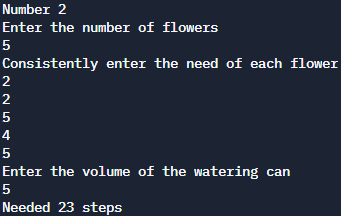 Number 2
Enter the number of flowers
5
Consistently enter the need of each flower
2
2
5
4
5
Enter the volume of the watering can
5
Needed 23 steps